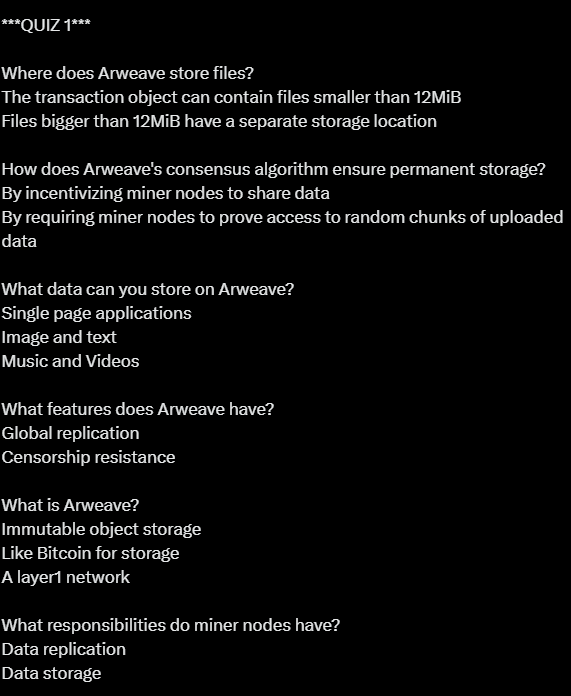 ***QUIZ 1***
Where does Arweave store files?
The transaction object can contain files smaller than 12MiB
Files bigger than 12MiB have a separate storage location
How does Arweave's consensus algorithm ensure permanent storage?
By incentivizing miner nodes to share data
By requiring miner nodes to prove access to random chunks of uploaded
data
What data can you store on Arweave?
Single page applications
Image and text
Music and Videos
What features does Arweave have?
Global replication
Censorship resistance
What is Arweave?
Immutable object storage
Like Bitcoin for storage
A layer1 network
What responsibilities do miner nodes have?
Data replication
Data storage